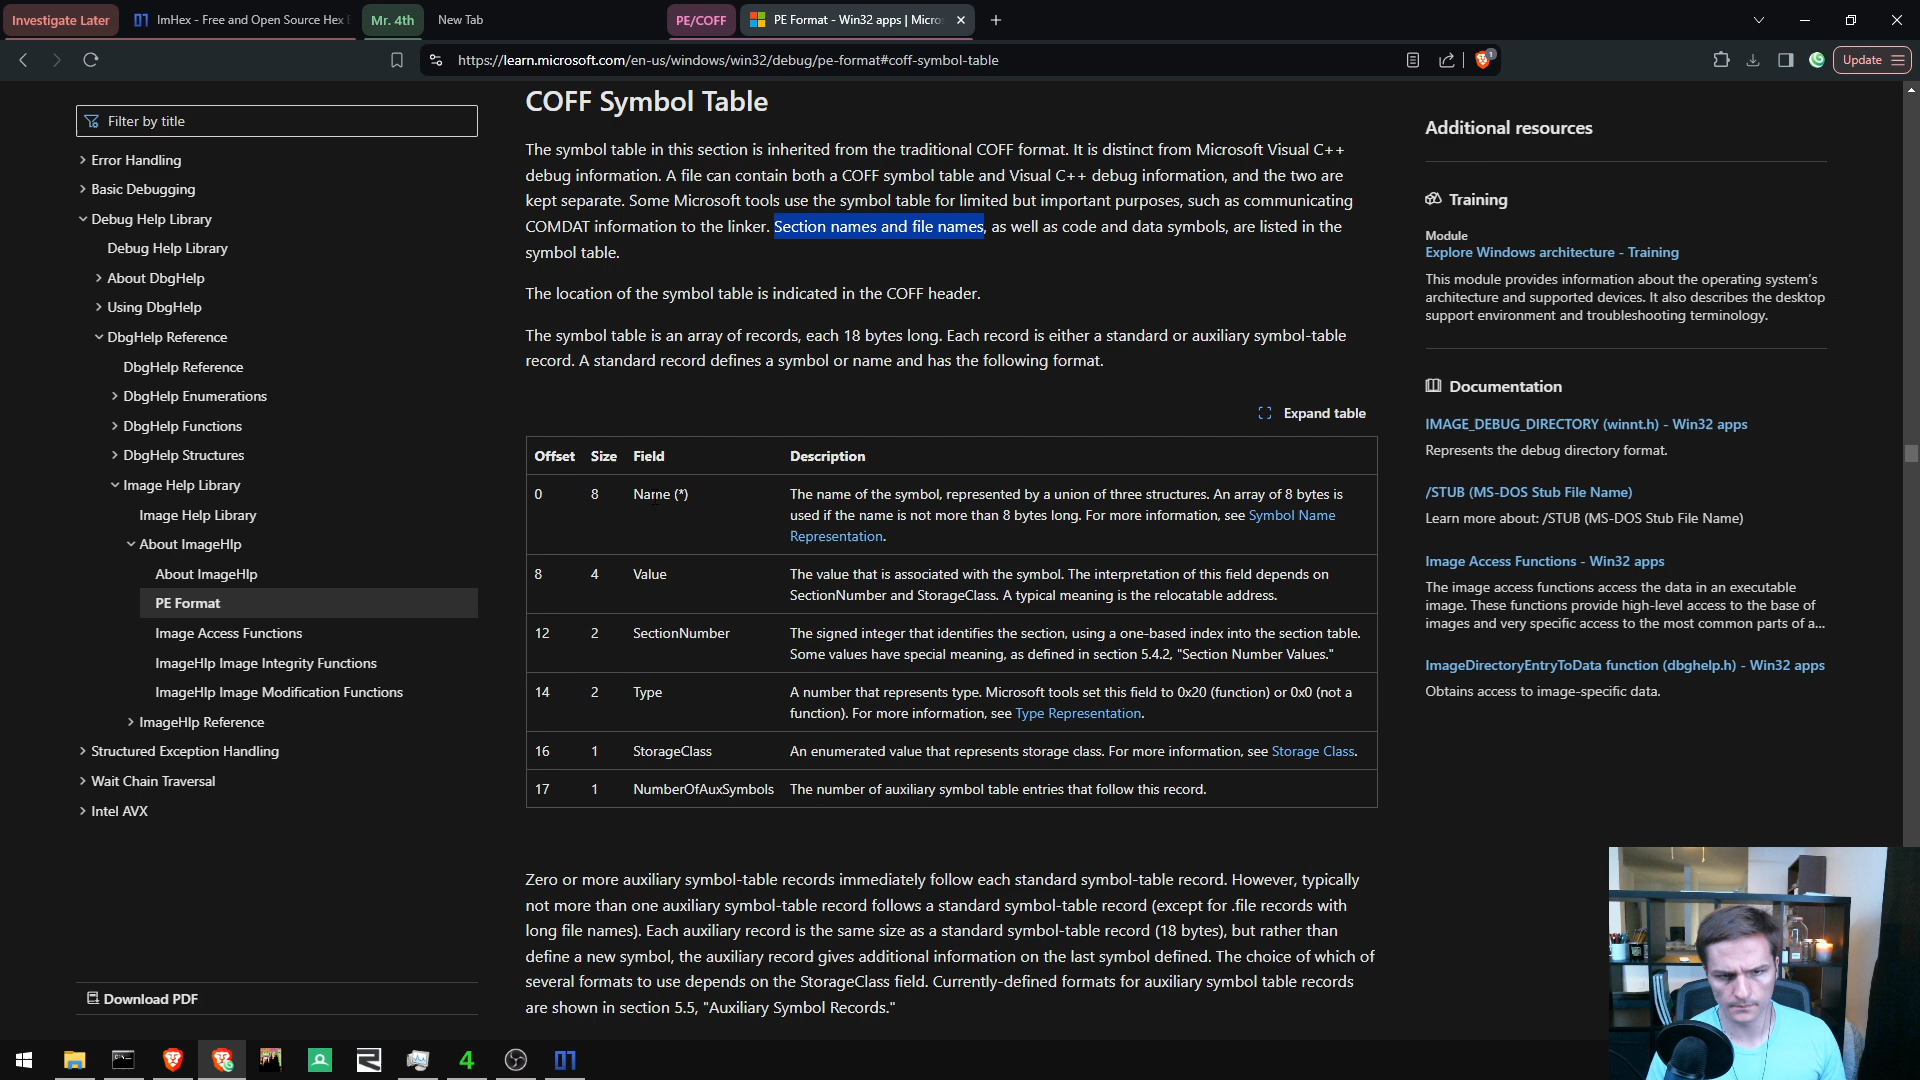 Investigate Later
ImHex - Free and Open Source Hex
Mr. 4th
New Tab
PE/COFF
PE Format - Win32 apps | Micro
https://learn.microsoft.com/en-us/windows/win32/debug/pe-format#coff-symbol-table
1
Update
Filter by title
Error Handling
Basic Debugging
Debug Help Library
Debug Help Library
About DbgHelp
Using DbgHelp
DbgHelp Reference
DbgHelp Reference
DbgHelp Enumerations
DbgHelp Functions
DbgHelp Structures
Image Help Library
Image Help Library
About ImageHlp
About ImageHlp
PE Format
Image Access Functions
ImageHlp Image Integrity Functions
ImageHlp Image Modification Functions
ImageHlp Reference
Structured Exception Handling
Wait Chain Traversal
Intel AVX
Download PDF
COFF Symbol Table
The symbol table in this section is inherited from the traditional COFF format. It is distinct from Microsoft Visual C++
debug information. A file can contain both a COFF symbol table and Visual C++ debug information, and the two are
kept separate. Some Microsoft tools use the symbol table for limited but important purposes, such as communicating
COMDAT information to the linker. Section names and file names, as well as code and data symbols, are listed in the
symbol table.
The location of the symbol table is indicated in the COFF header.
The symbol table is an array of records, each 18 bytes long. Each record is either a standard or auxiliary symbol-table
record. A standard record defines a symbol or name and has the following format.
Expand table
Offset Size Field Description
0 8 Name (*) The name of the symbol, represented by a union of three structures. An array of 8 bytes is
used if the name is not more than 8 bytes long. For more information, see Symbol Name
Representation.
8 4 Value The value that is associated with the symbol. The interpretation of this field depends on
SectionNumber and StorageClass. A typical meaning is the relocatable address.
12 2 SectionNumber The signed integer that identifies the section, using a one-based index into the section table.
Some values have special meaning, as defined in section 5.4.2, "Section Number Values."
14 2 Type A number that represents type. Microsoft tools set this field to 0x20 (function) or 0x0 (not a
function). For more information, see Type Representation.
16 1 StorageClass An enumerated value that represents storage class. For more information, see Storage Class.
17 1 NumberOfAuxSymbols The number of auxiliary symbol table entries that follow this record.
Zero or more auxiliary symbol-table records immediately follow each standard symbol-table record. However, typically
not more than one auxiliary symbol-table record follows a standard symbol-table record (except for .file records with
long file names). Each auxiliary record is the same size as a standard symbol-table record (18 bytes), but rather than
define a new symbol, the auxiliary record gives additional information on the last symbol defined. The choice of which of
several formats to use depends on the StorageClass field. Currently-defined formats for auxiliary symbol table records
are shown in section 5.5, "Auxiliary Symbol Records."
Additional resources
Training
Module
Explore Windows architecture - Training
This module provides information about the operating system's
architecture and supported devices. It also describes the desktop
support environment and troubleshooting terminology.
Documentation
IMAGE_DEBUG_DIRECTORY (winnt.h) - Win32 apps
Represents the debug directory format.
/STUB (MS-DOS Stub File Name)
Learn more about: /STUB (MS-DOS Stub File Name)
Image Access Functions - Win32 apps
The image access functions access the data in an executable
image. These functions provide high-level access to the base of
images and very specific access to the most common parts of a...
ImageDirectoryEntryToData function (dbghelp.h) - Win32 apps
Obtains access to image-specific data.
4